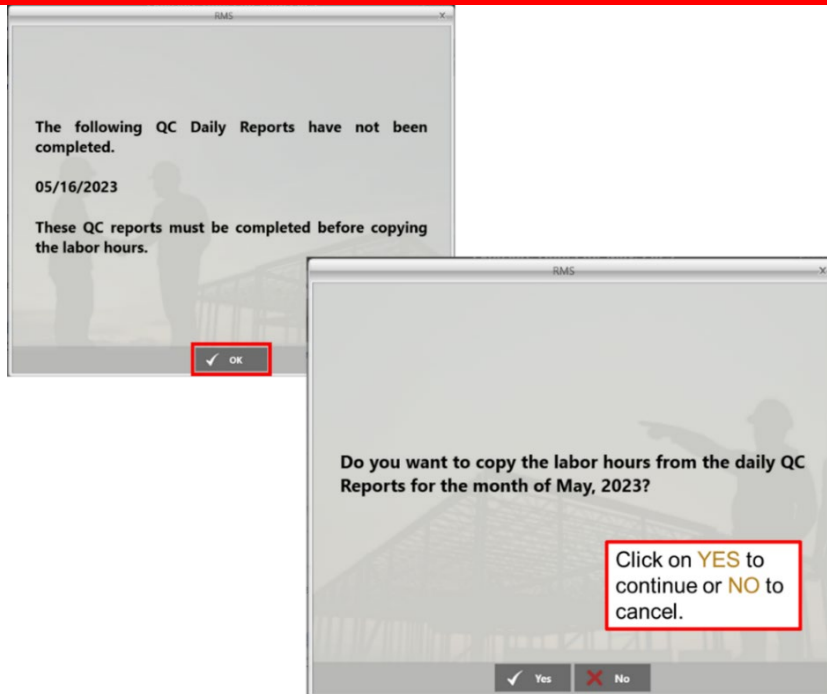 RMS X
The following QC Daily Reports have not been
completed.
05/16/2023
These QC reports must be completed before copying
the labor hours.
OK
RMS X
Do you want to copy the labor hours from the daily QC
Reports for the month of May, 2023?
Click on YES to
continue or NO to
cancel.
Yes No